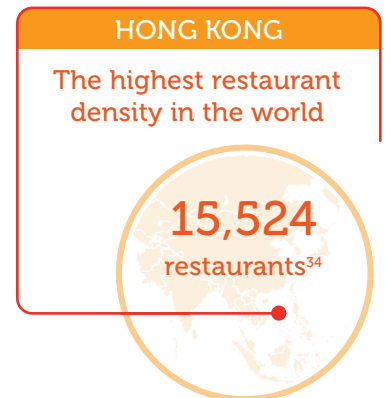 HONG KONG
The highest restaurant
density in the world
15,524
restaurants³⁴